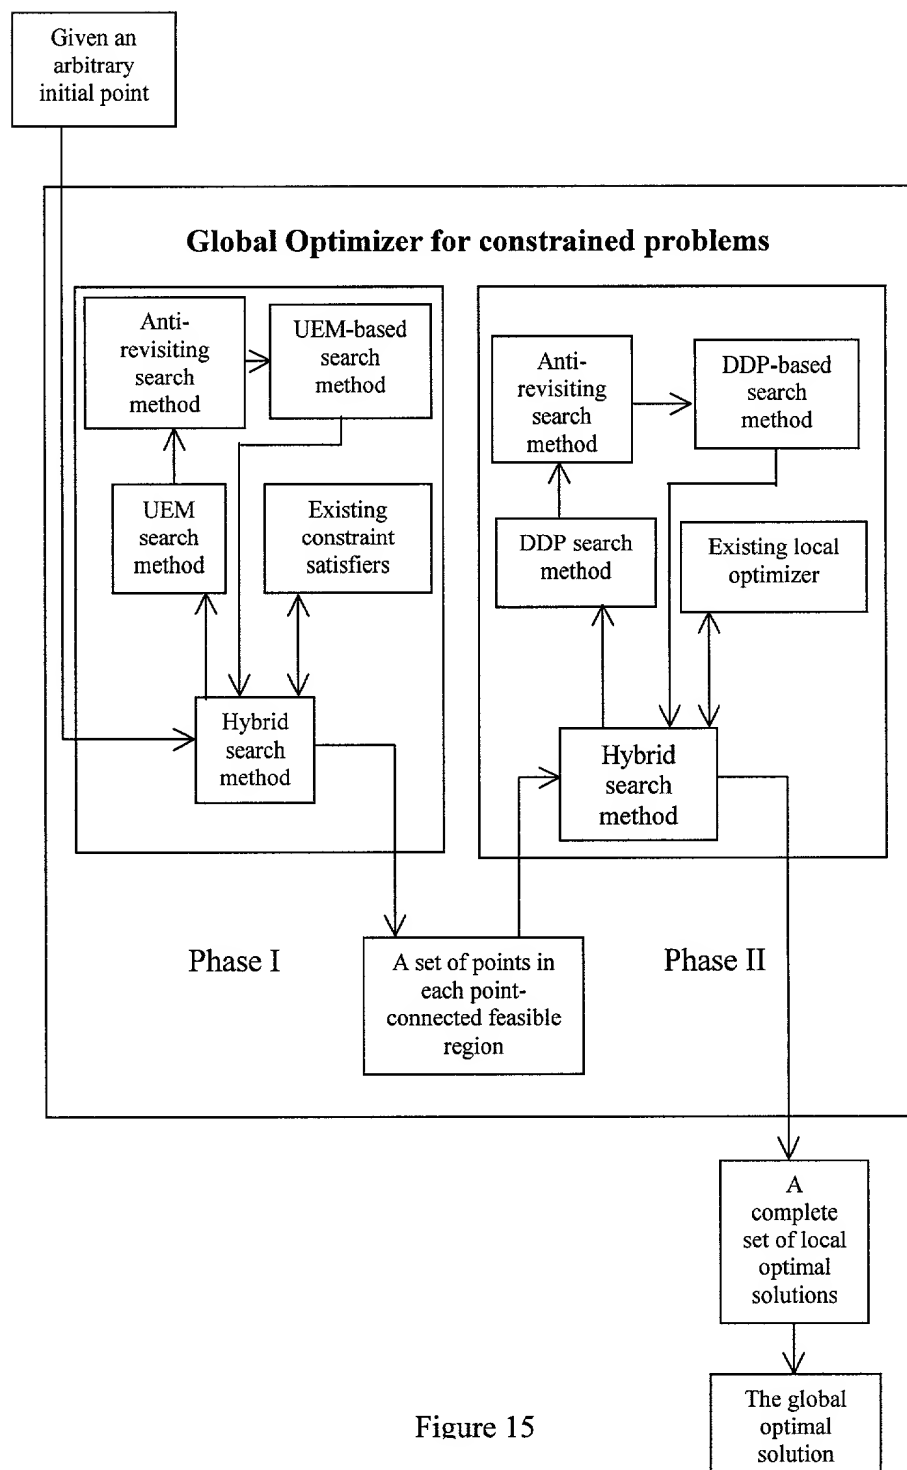 Given an
arbitrary
initial point
Global Optimizer for constrained problems
Anti-
revisiting
search
method
UEM-based
search
method
UEM
search
method
Existing
constraint
satisfiers
Hybrid
search
method
Anti-
revisiting
search
method
DDP-based
search
method
DDP search
method
Existing local
optimizer
Hybrid
search
method
Phase I
A set of points in
each point-
connected feasible
region
Phase II
A
complete
set of local
optimal
solutions
The global
optimal
solution
Figure 15